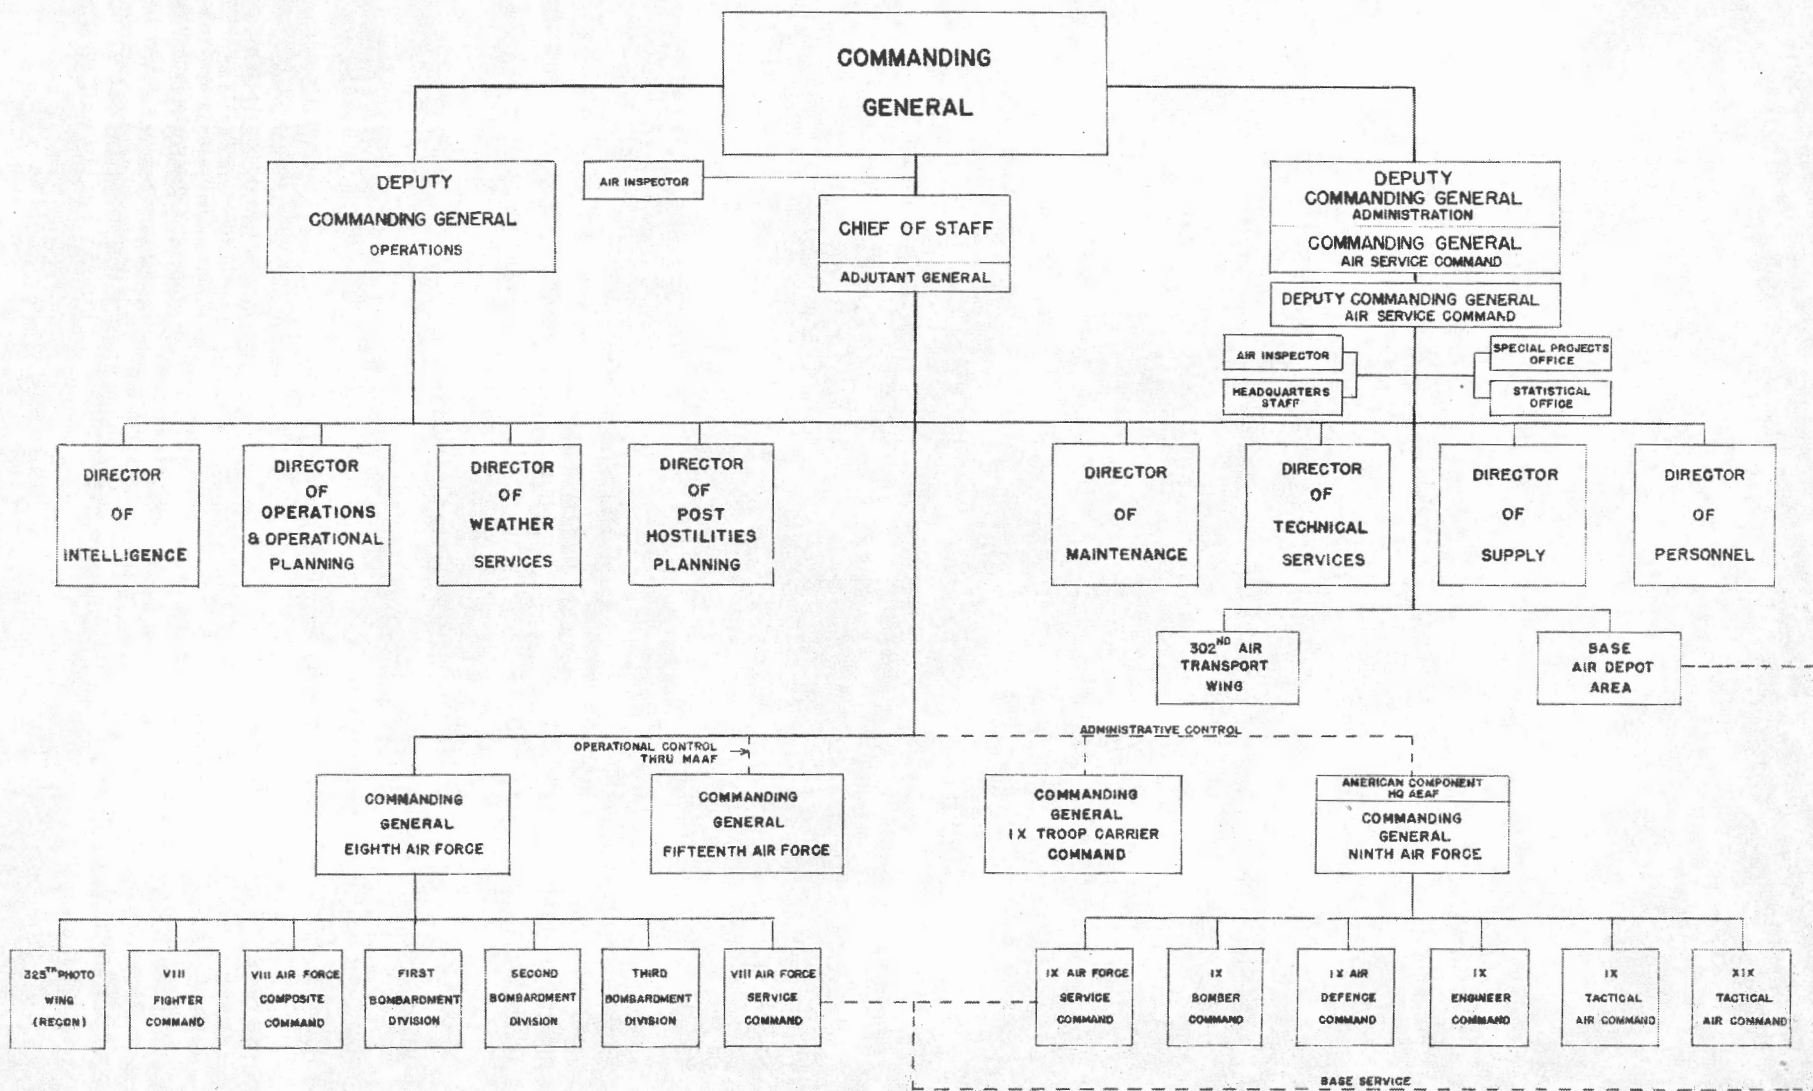 COMMANDING
GENERAL
DEPUTY
COMMANDING GENERAL
OPERATIONS
AIR INSPECTOR
CHIEF OF STAFF
ADJUTANT GENERAL
DEPUTY
COMMANDING GENERAL
ADMINISTRATION
COMMANDING GENERAL
AIR SERVICE COMMAND
DEPUTY COMMANDING GENERAL
AIR SERVICE COMMAND
AIR INSPECTOR
HEADQUARTERS
STAFF
SPECIAL PROJECTS
OFFICE
STATISTICAL
OFFICE
DIRECTOR
OF
INTELLIGENCE
DIRECTOR
OF
OPERATIONS
& OPERATIONAL
PLANNING
DIRECTOR
OF
WEATHER
SERVICES
DIRECTOR
OF
POST
HOSTILITIES
PLANNING
DIRECTOR
OF
MAINTENANCE
DIRECTOR
OF
TECHNICAL
SERVICES
DIRECTOR
OF
SUPPLY
DIRECTOR
OF
PERSONNEL
302ND AIR
TRANSPORT
WING
BASE
AIR DEPOT
AREA
OPERATIONAL CONTROL
THRU MAAF
ADMINISTRATIVE CONTROL
COMMANDING
GENERAL
EIGHTH AIR FORCE
COMMANDING
GENERAL
FIFTEENTH AIR FORCE
COMMANDING
GENERAL
IX TROOP CARRIER
COMMAND
AMERICAN COMPONENT
HQ AEAF
COMMANDING
GENERAL
NINTH AIR FORCE
325TH PHOTO
WING
(RECON)
VIII
FIGHTER
COMMAND
VIII AIR FORCE
COMPOSITE
COMMAND
FIRST
BOMBARDMENT
DIVISION
SECOND
BOMBARDMENT
DIVISION
THIRD
BOMBARDMENT
DIVISION
VIII AIR FORCE
SERVICE
COMMAND
IX AIR FORCE
SERVICE
COMMAND
IX
BOMBER
COMMAND
IX AIR
DEFENCE
COMMAND
IX
ENGINEER
COMMAND
IX
TACTICAL
AIR COMMAND
XIX
TACTICAL
AIR COMMAND
BASE SERVICE